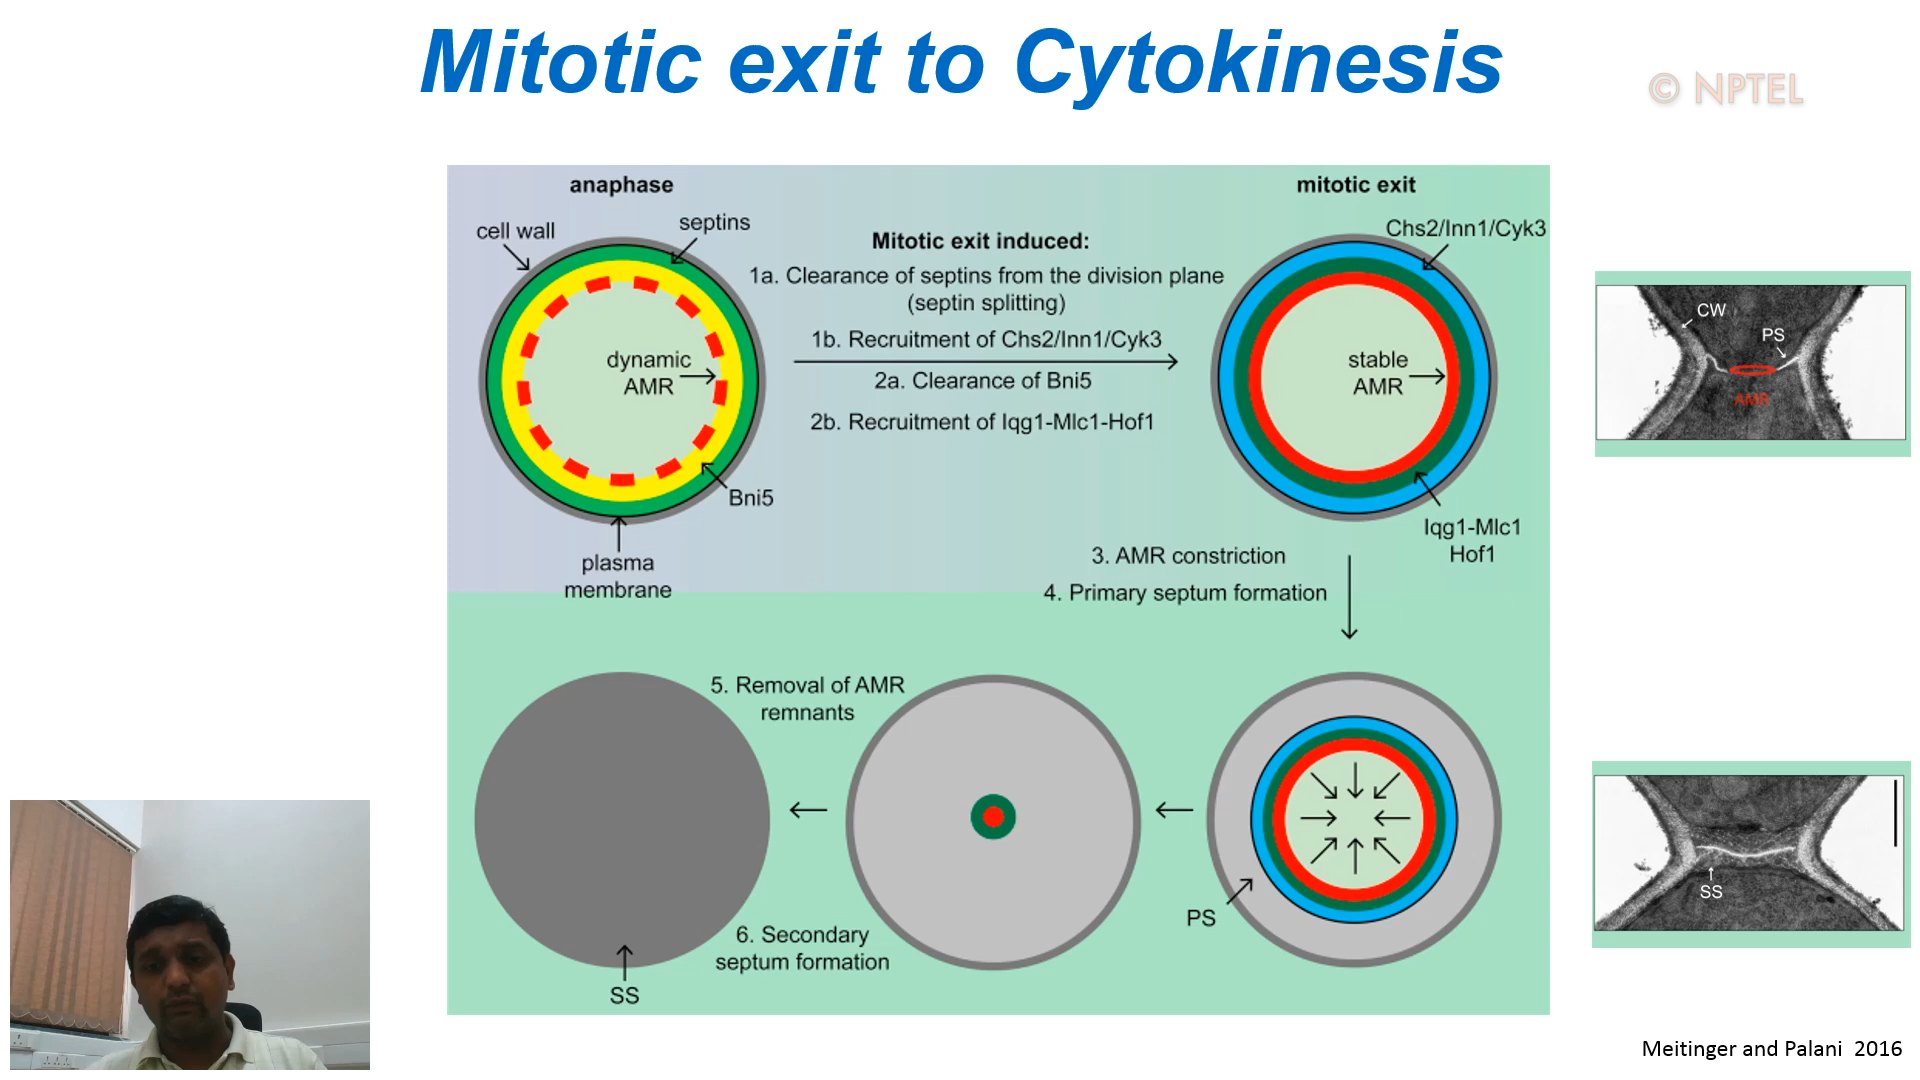 Mitotic exit to Cytokinesis
© NPTEL
anaphase
mitotic exit
cell wall
septins
Mitotic exit induced:
1a. Clearance of septins from the division plane
(septin splitting)
1b. Recruitment of Chs2/Inn1/Cyk3
2a. Clearance of Bni5
2b. Recruitment of Iqg1-Mlc1-Hof1
Chs2/Inn1/Cyk3
dynamic
AMR
stable
AMR
Bni5
plasma
membrane
Iqg1-Mlc1
Hof1
3. AMR constriction
4. Primary septum formation
5. Removal of AMR
remnants
6. Secondary
septum formation
SS
PS
CW
PS
AMR
SS
Meitinger and Palani 2016